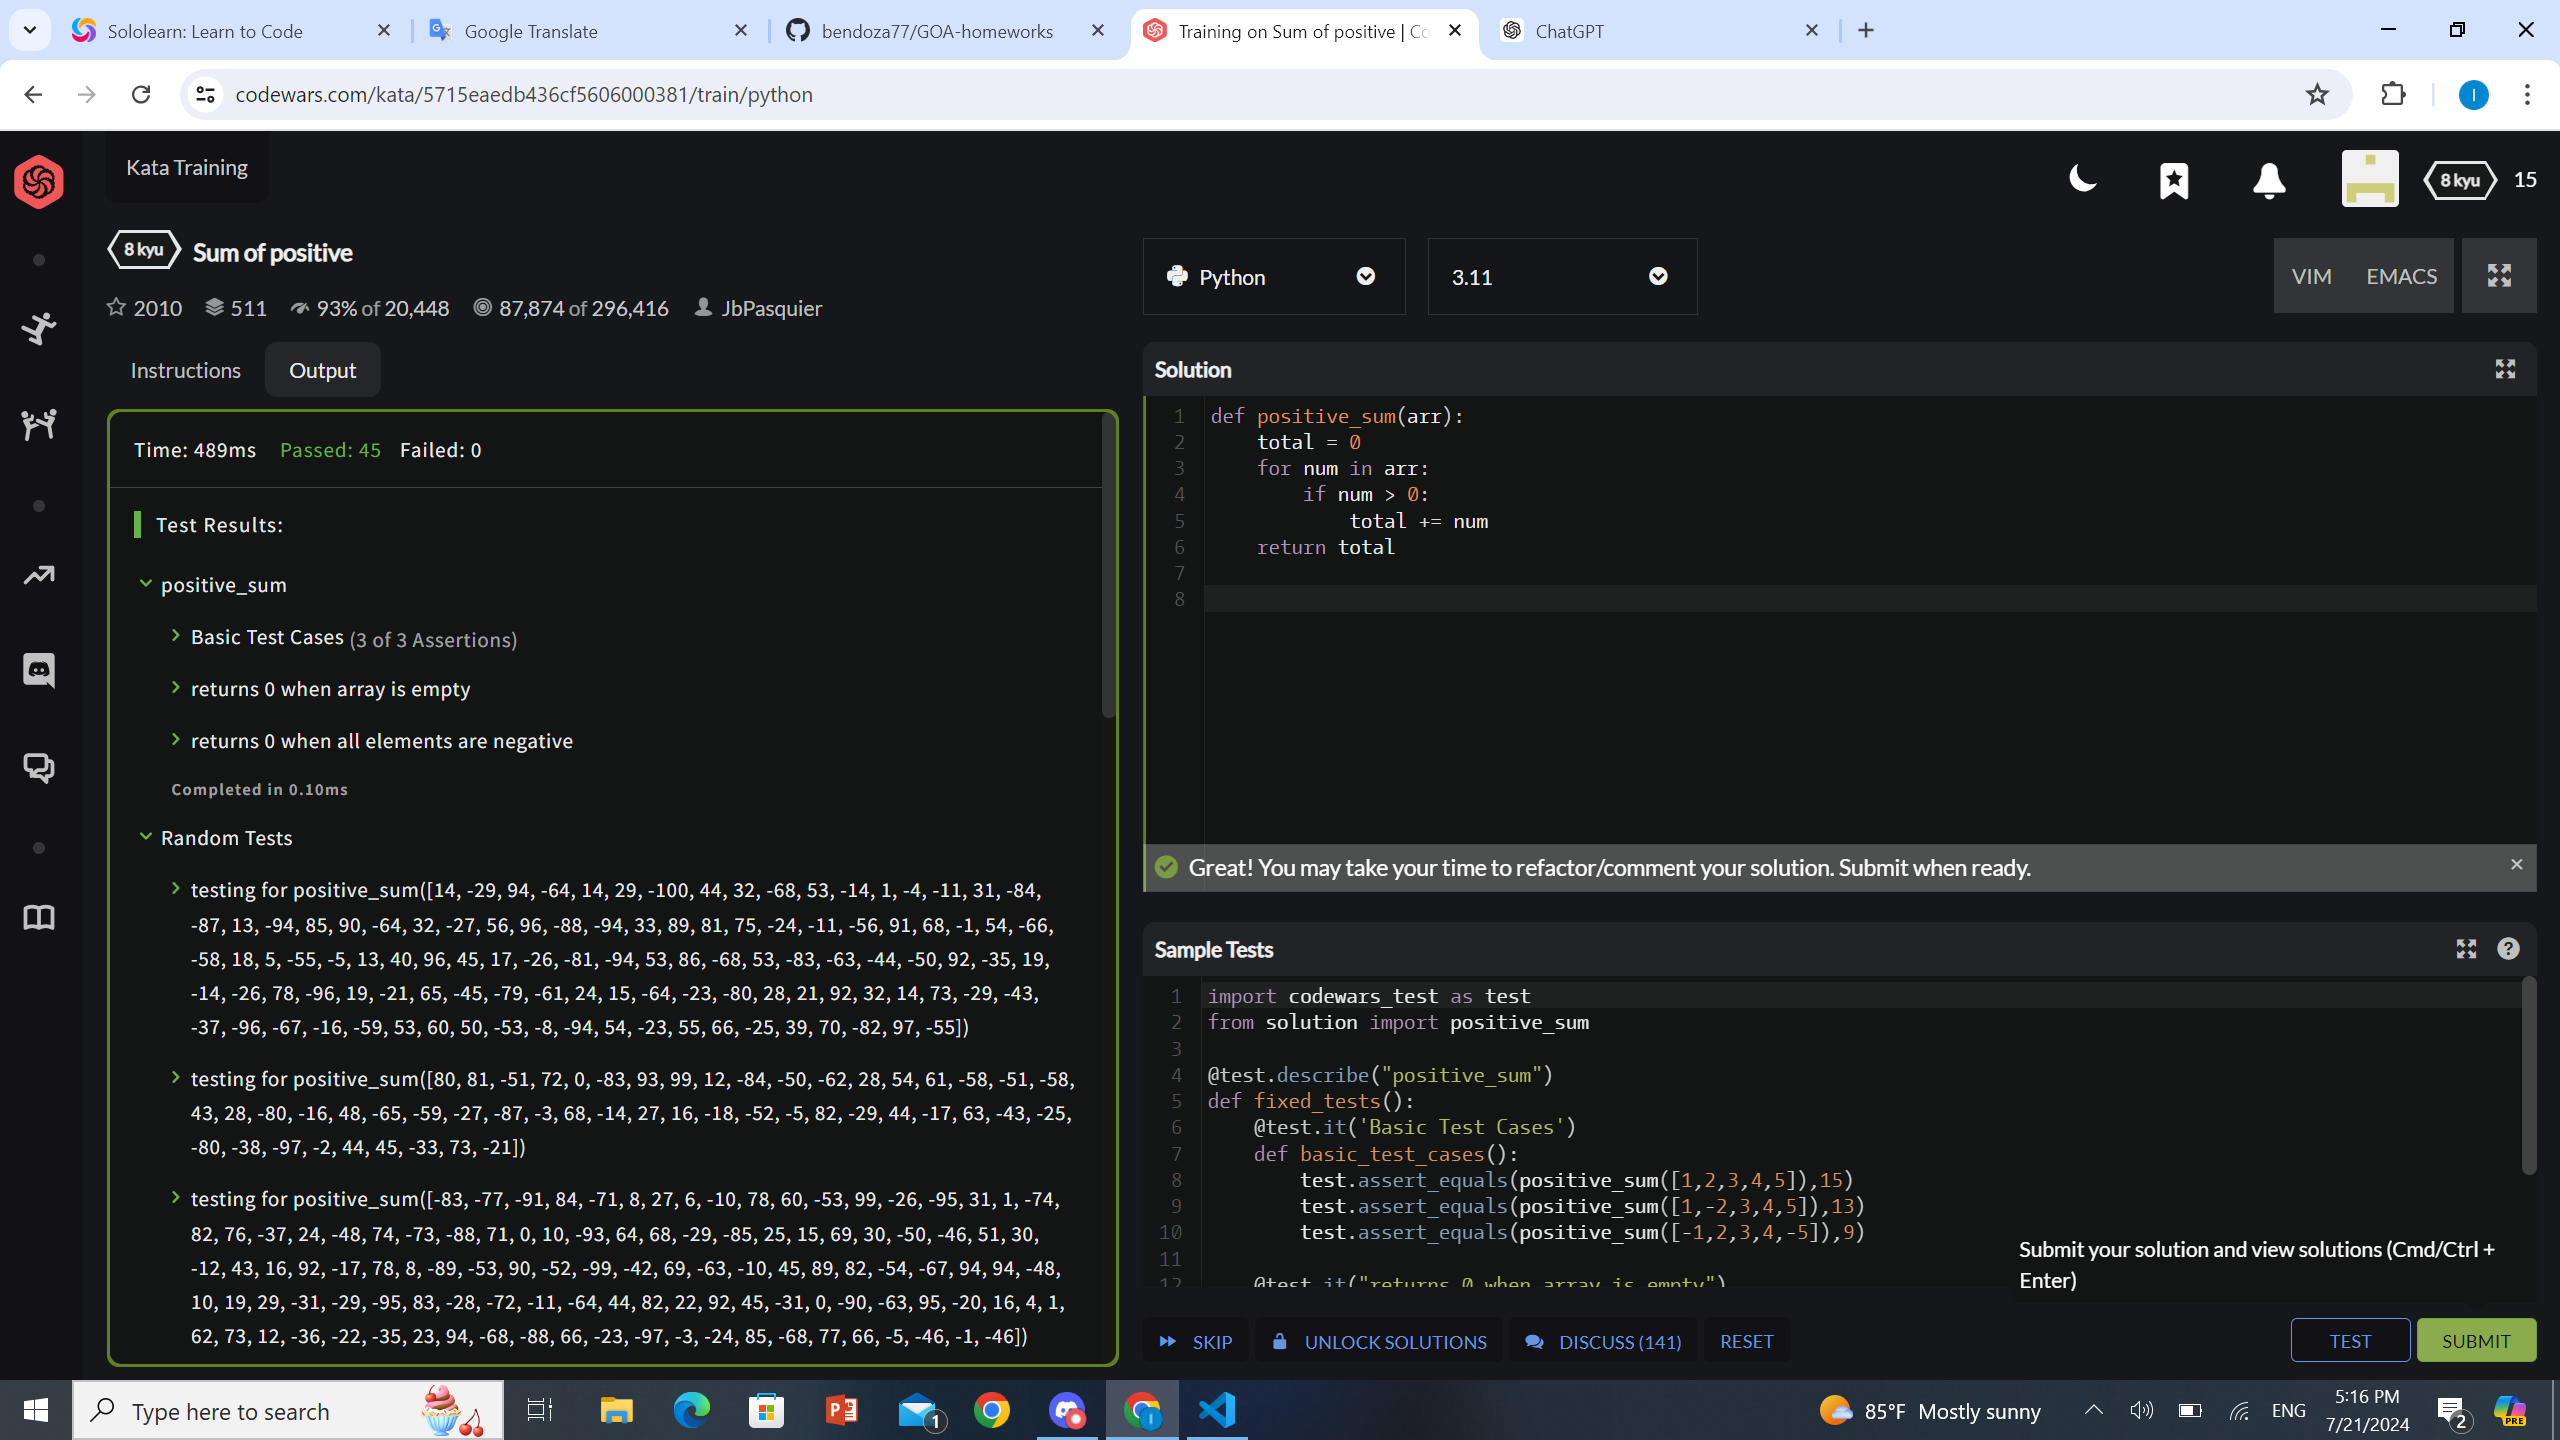 Sololearn: Learn to Code
Google Translate
bendoza77/GOA-homeworks
Training on Sum of positive | Co
ChatGPT
codewars.com/kata/5715eaedb436cf5606000381/train/python
I
Kata Training
8 kyu
15
8 kyu Sum of positive
2010 511 93% of 20,448 87,874 of 296,416 JbPasquier
Instructions
Output
Time: 489ms Passed: 45 Failed: 0
Test Results:
positive_sum
Basic Test Cases (3 of 3 Assertions)
returns 0 when array is empty
returns 0 when all elements are negative
Completed in 0.10ms
Random Tests
testing for positive_sum([14, -29, 94, -64, 14, 29, -100, 44, 32, -68, 53, -14, 1, -4, -11, 31, -84,
-87, 13, -94, 85, 90, -64, 32, -27, 56, 96, -88, -94, 33, 89, 81, 75, -24, -11, -56, 91, 68, -1, 54, -66,
-58, 18, 5, -55, -5, 13, 40, 96, 45, 17, -26, -81, -94, 53, 86, -68, 53, -83, -63, -44, -50, 92, -35, 19,
-14, -26, 78, -96, 19, -21, 65, -45, -79, -61, 24, 15, -64, -23, -80, 28, 21, 92, 32, 14, 73, -29, -43,
-37, -96, -67, -16, -59, 53, 60, 50, -53, -8, -94, 54, -23, 55, 66, -25, 39, 70, -82, 97, -55])
testing for positive_sum([80, 81, -51, 72, 0, -83, 93, 99, 12, -84, -50, -62, 28, 54, 61, -58, -51, -58,
43, 28, -80, -16, 48, -65, -59, -27, -87, -3, 68, -14, 27, 16, -18, -52, -5, 82, -29, 44, -17, 63, -43, -25,
-80, -38, -97, -2, 44, 45, -33, 73, -21])
testing for positive_sum([-83, -77, -91, 84, -71, 8, 27, 6, -10, 78, 60, -53, 99, -26, -95, 31, 1, -74,
82, 76, -37, 24, -48, 74, -73, -88, 71, 0, 10, -93, 64, 68, -29, -85, 25, 15, 69, 30, -50, -46, 51, 30,
-12, 43, 16, 92, -17, 78, 8, -89, -53, 90, -52, -99, -42, 69, -63, -10, 45, 89, 82, -54, -67, 94, 94, -48,
10, 19, 29, -31, -29, -95, 83, -28, -72, -11, -64, 44, 82, 22, 92, 45, -31, 0, -90, -63, 95, -20, 16, 4, 1,
62, 73, 12, -36, -22, -35, 23, 94, -68, -88, 66, -23, -97, -3, -24, 85, -68, 77, 66, -5, -46, -1, -46])
Python
3.11
VIM EMACS
Solution
1 def positive_sum(arr):
2 total = 0
3 for num in arr:
4 if num > 0:
5 total += num
6 return total
7
8
Great! You may take your time to refactor/comment your solution. Submit when ready.
Sample Tests
1 import codewars_test as test
2 from solution import positive_sum
3
4 @test.describe("positive_sum")
5 def fixed_tests():
6 @test.it('Basic Test Cases')
7 def basic_test_cases():
8 test.assert_equals(positive_sum([1,2,3,4,5]),15)
9 test.assert_equals(positive_sum([1,-2,3,4,5]),13)
10 test.assert_equals(positive_sum([-1,2,3,4,-5]),9)
11
12 @test.it("returns 0 when array is empty")
Submit your solution and view solutions (Cmd/Ctrl +
Enter)
SKIP
UNLOCK SOLUTIONS
DISCUSS (141)
RESET
TEST
SUBMIT
Type here to search
1
I
85°F Mostly sunny
ENG
5:16 PM
7/21/2024
2
PRE